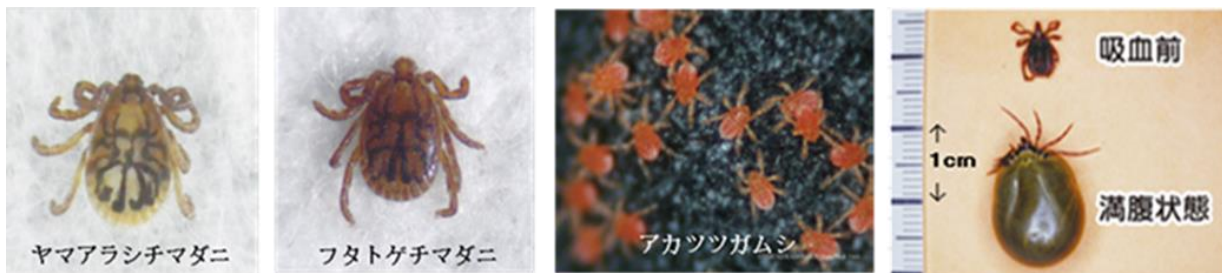 ヤマアラシチマダニ
フタトゲチマダニ
アカツツガムシ
吸血前
1cm
満腹状態